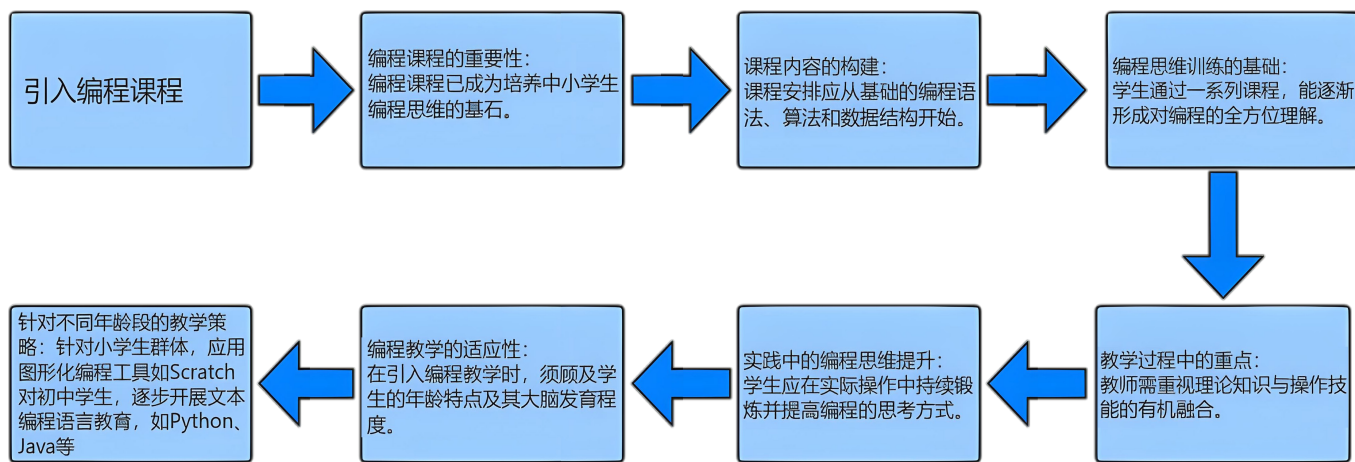 引入编程课程
编程课程的重要性：
编程课程已成为培养中小学生
编程思维的基石。
课程内容的构建：
课程安排应从基础的编程语
法、算法和数据结构开始。
编程思维训练的基础：
学生通过一系列课程，能逐渐
形成对编程的全方位理解。
教学过程中的重点：
教师需重视理论知识与操作技
能的有机融合。
实践中的编程思维提升：
学生应在实际操作中持续锻
炼并提高编程的思考方式。
编程教学的适应性：
在引入编程教学时，须顾及学
生的年龄特点及其大脑发育程
度。
针对不同年龄段的教学策
略：针对小学生群体，应用
图形化编程工具如Scratch
对初中学生，逐步开展文本
编程语言教育，如Python、
Java等